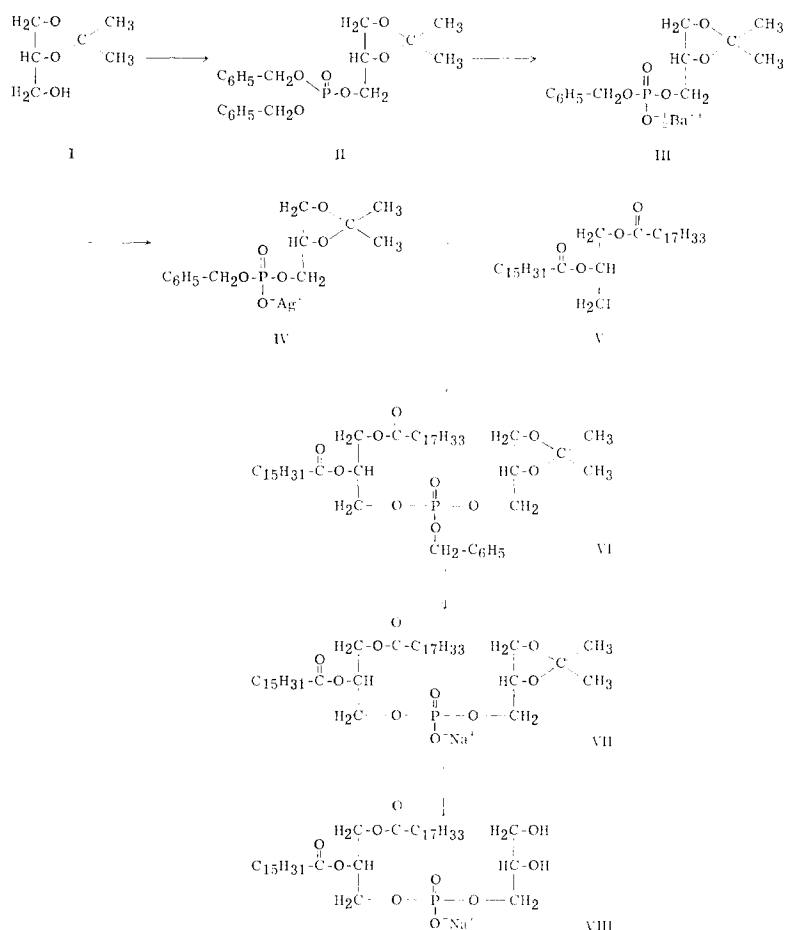 H2C-O CH3
C
HC-O CH3
H2C-OH
I
H2C-O CH3
C
HC-O CH3
C6H5-CH2O O
P-O-CH2
C6H5-CH2O
II
H2C-O CH3
C
HC-O CH3
O
C6H5-CH2O-P-O-CH2
O-½Ba++
III
H2C-O CH3
C
HC-O CH3
O
C6H5-CH2O-P-O-CH2
O-Ag+
IV
O
H2C-O-C-C17H33
O
C15H31-C-O-CH
H2CI
V
O
H2C-O-C-C17H33 H2C-O CH3
O C
C15H31-C-O-CH HC-O CH3
O
H2C-O-P-O CH2
O
CH2-C6H5 VI
O
H2C-O-C-C17H33 H2C-O CH3
O C
C15H31-C-O-CH HC-O CH3
O
H2C-O-P-O-CH2
O-Na+ VII
O
H2C-O-C-C17H33 H2C-OH
O
C15H31-C-O-CH HC-OH
O
H2C-O-P-O-CH2
O-Na+ VIII